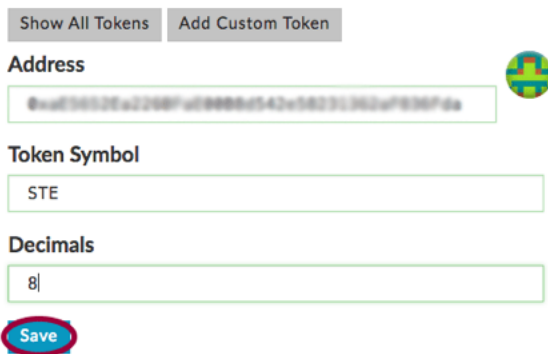 Show All Tokens Add Custom Token
Address
Token Symbol
STE
Decimals
8
Save